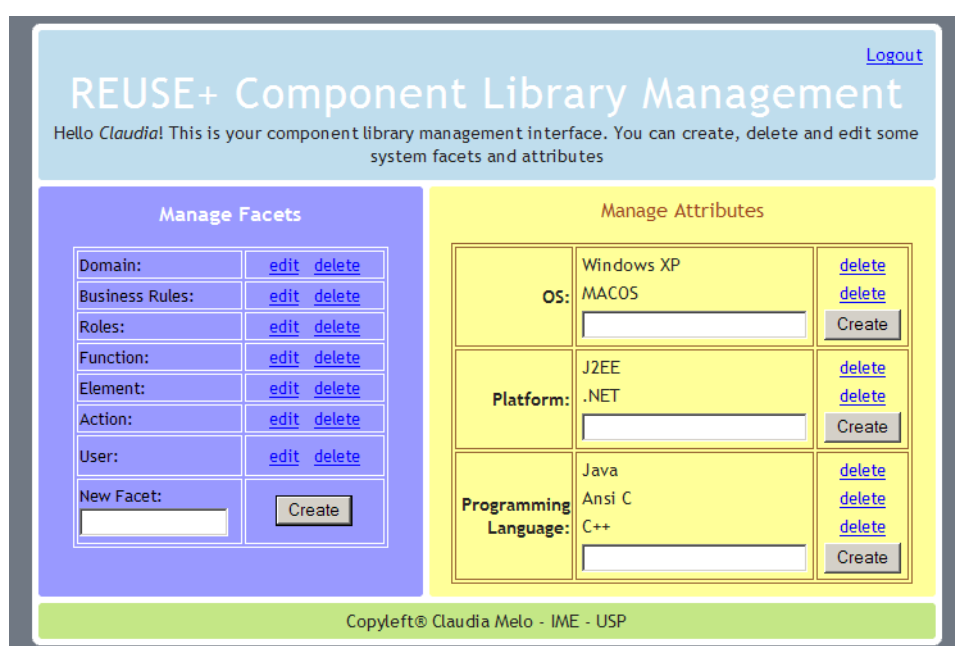 Logout
REUSE+ Component Library Management
Hello Claudia! This is your component library management interface. You can create, delete and edit some
system facets and attributes
Manage Facets
Domain: edit delete
Business Rules: edit delete
Roles: edit delete
Function: edit delete
Element: edit delete
Action: edit delete
User: edit delete
New Facet:
Create
Manage Attributes
OS:
Windows XP delete
MACOS delete
Create
Platform:
J2EE delete
.NET delete
Create
Programming
Language:
Java delete
Ansi C delete
C++ delete
Create
Copyleft® Claudia Melo - IME - USP